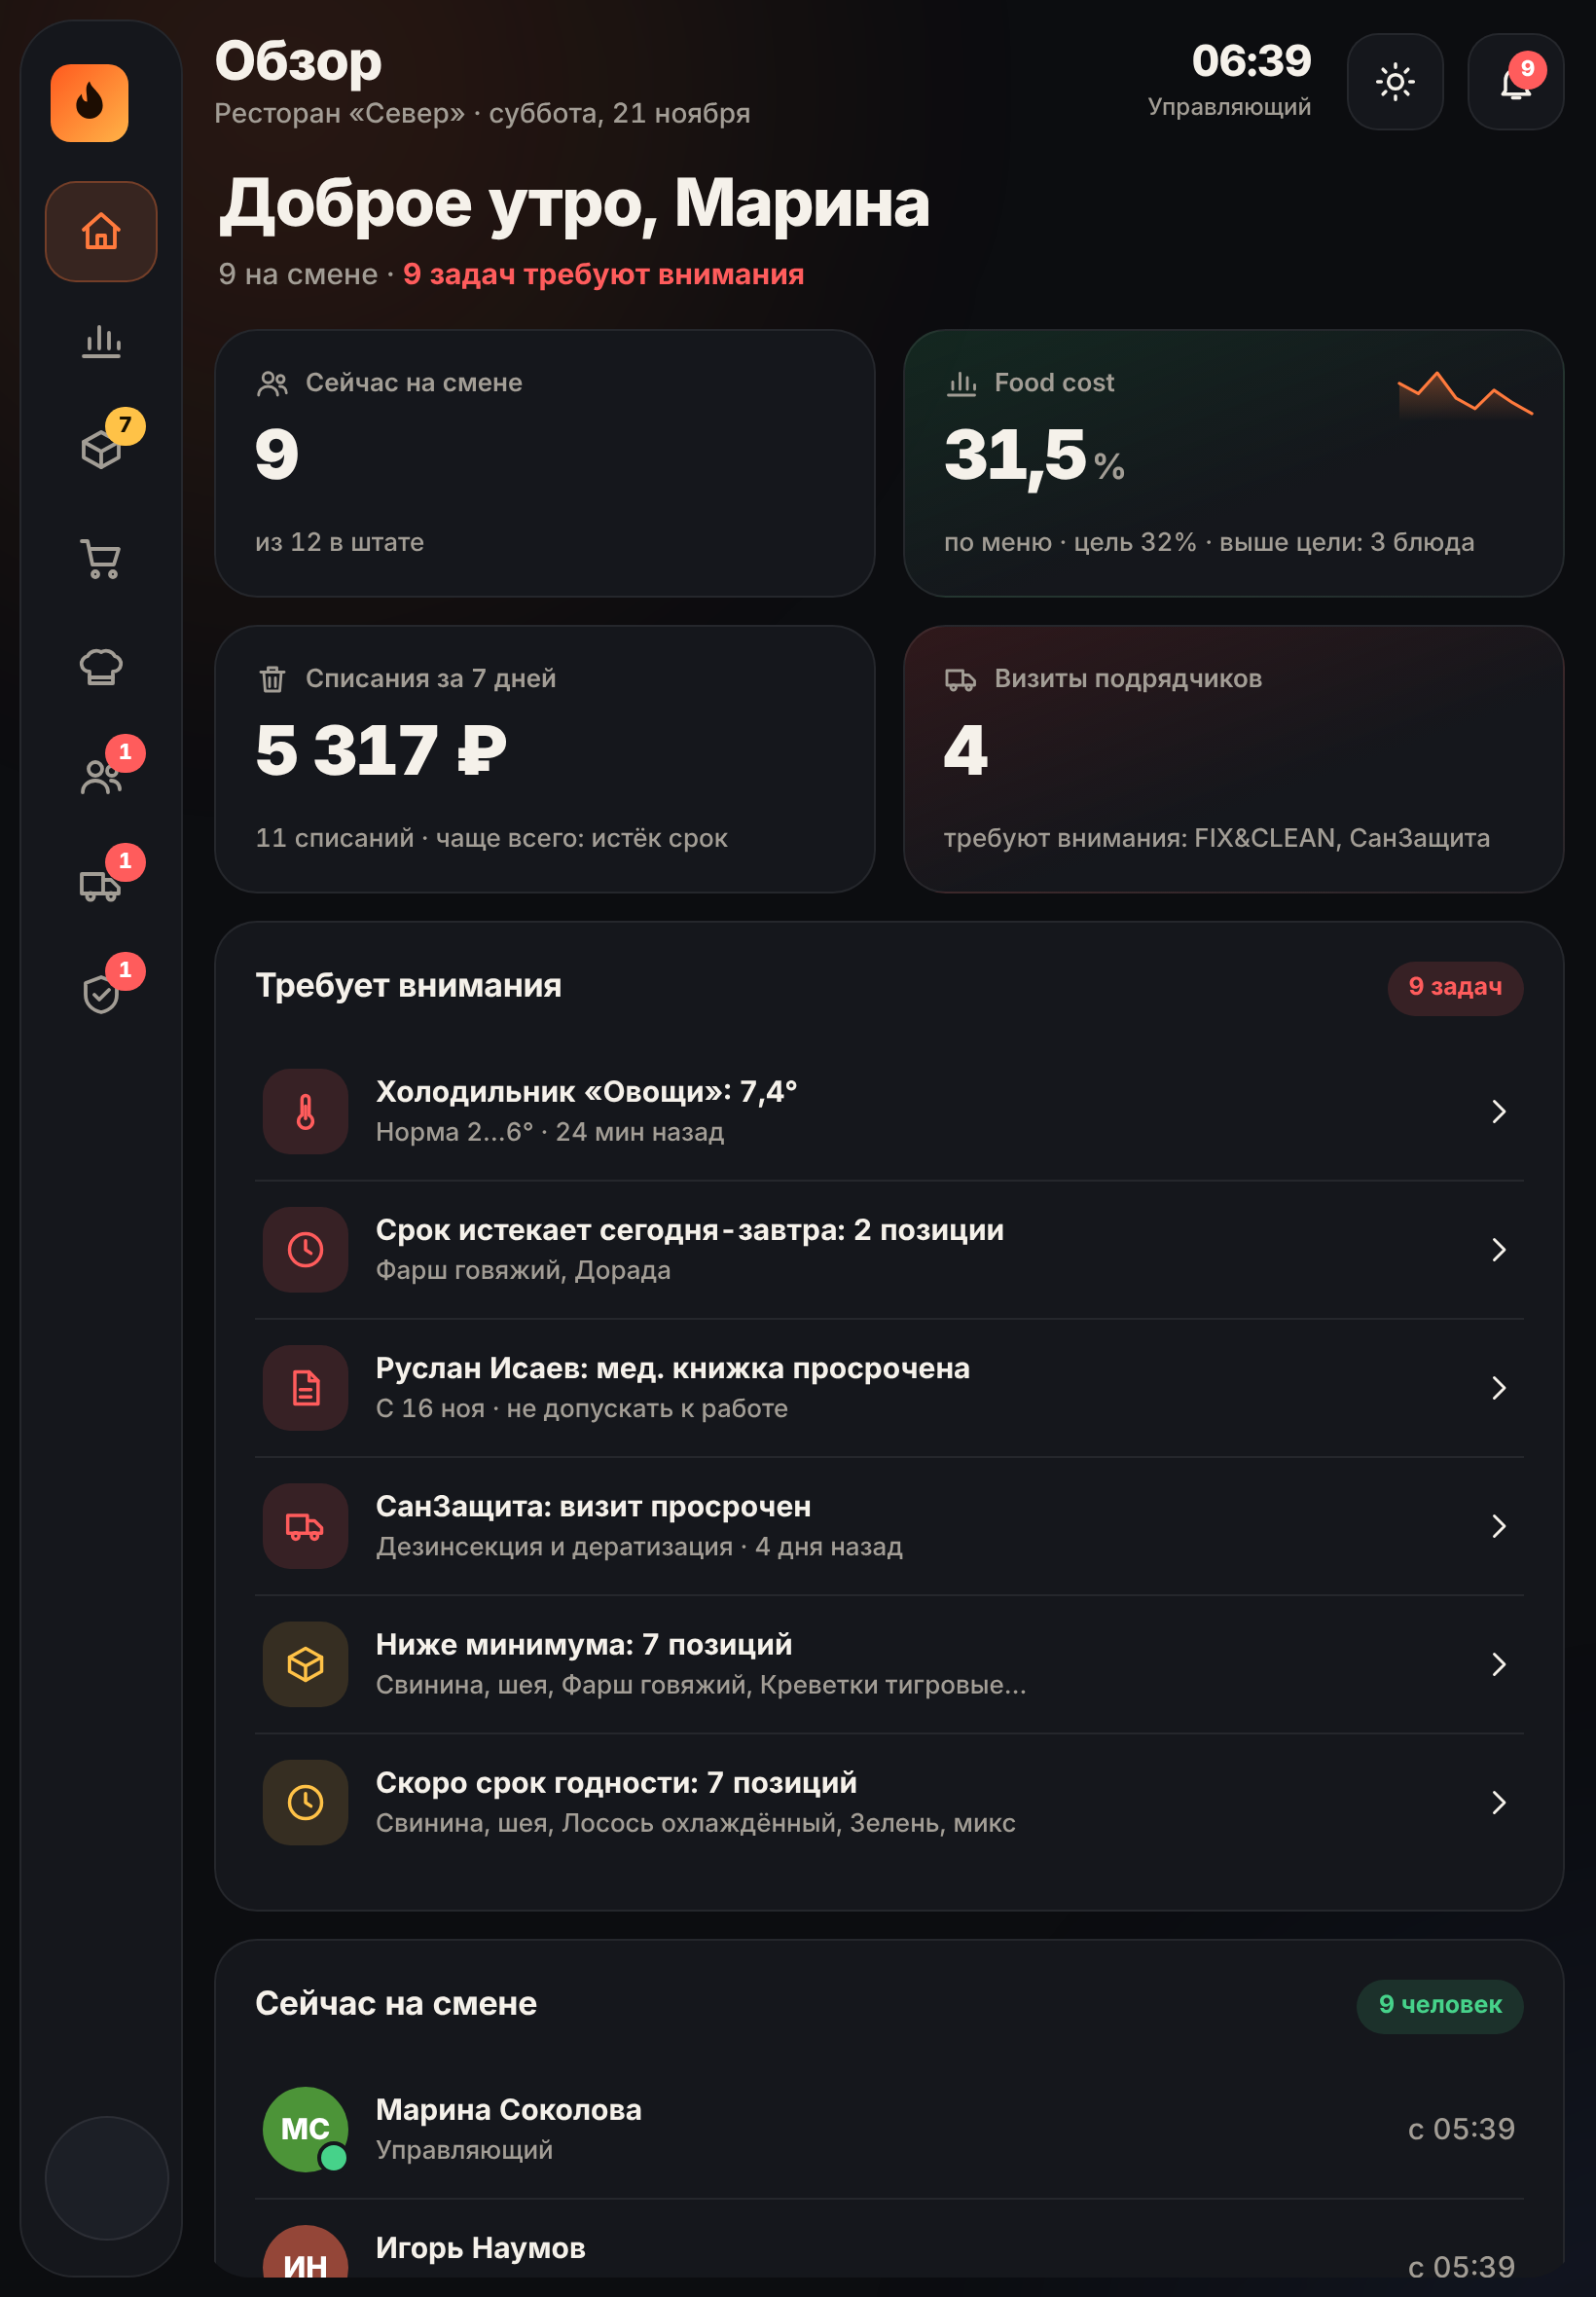 Обзор
Ресторан «Север» · суббота, 21 ноября
06:39
Управляющий
9
Доброе утро, Марина
9 на смене · 9 задач требуют внимания
7
1
1
1
Сейчас на смене
9
из 12 в штате
Food cost
31,5 %
по меню · цель 32% · выше цели: 3 блюда
Списания за 7 дней
5 317 ₽
11 списаний · чаще всего: истёк срок
Визиты подрядчиков
4
требуют внимания: FIX&CLEAN, СанЗащита
Требует внимания
9 задач
Холодильник «Овощи»: 7,4°
Норма 2…6° · 24 мин назад
Срок истекает сегодня-завтра: 2 позиции
Фарш говяжий, Дорада
Руслан Исаев: мед. книжка просрочена
С 16 ноя · не допускать к работе
СанЗащита: визит просрочен
Дезинсекция и дератизация · 4 дня назад
Ниже минимума: 7 позиций
Свинина, шея, Фарш говяжий, Креветки тигровые…
Скоро срок годности: 7 позиций
Свинина, шея, Лосось охлаждённый, Зелень, микс
Сейчас на смене
9 человек
МС
Марина Соколова
Управляющий
с 05:39
ИН
Игорь Наумов
с 05:39